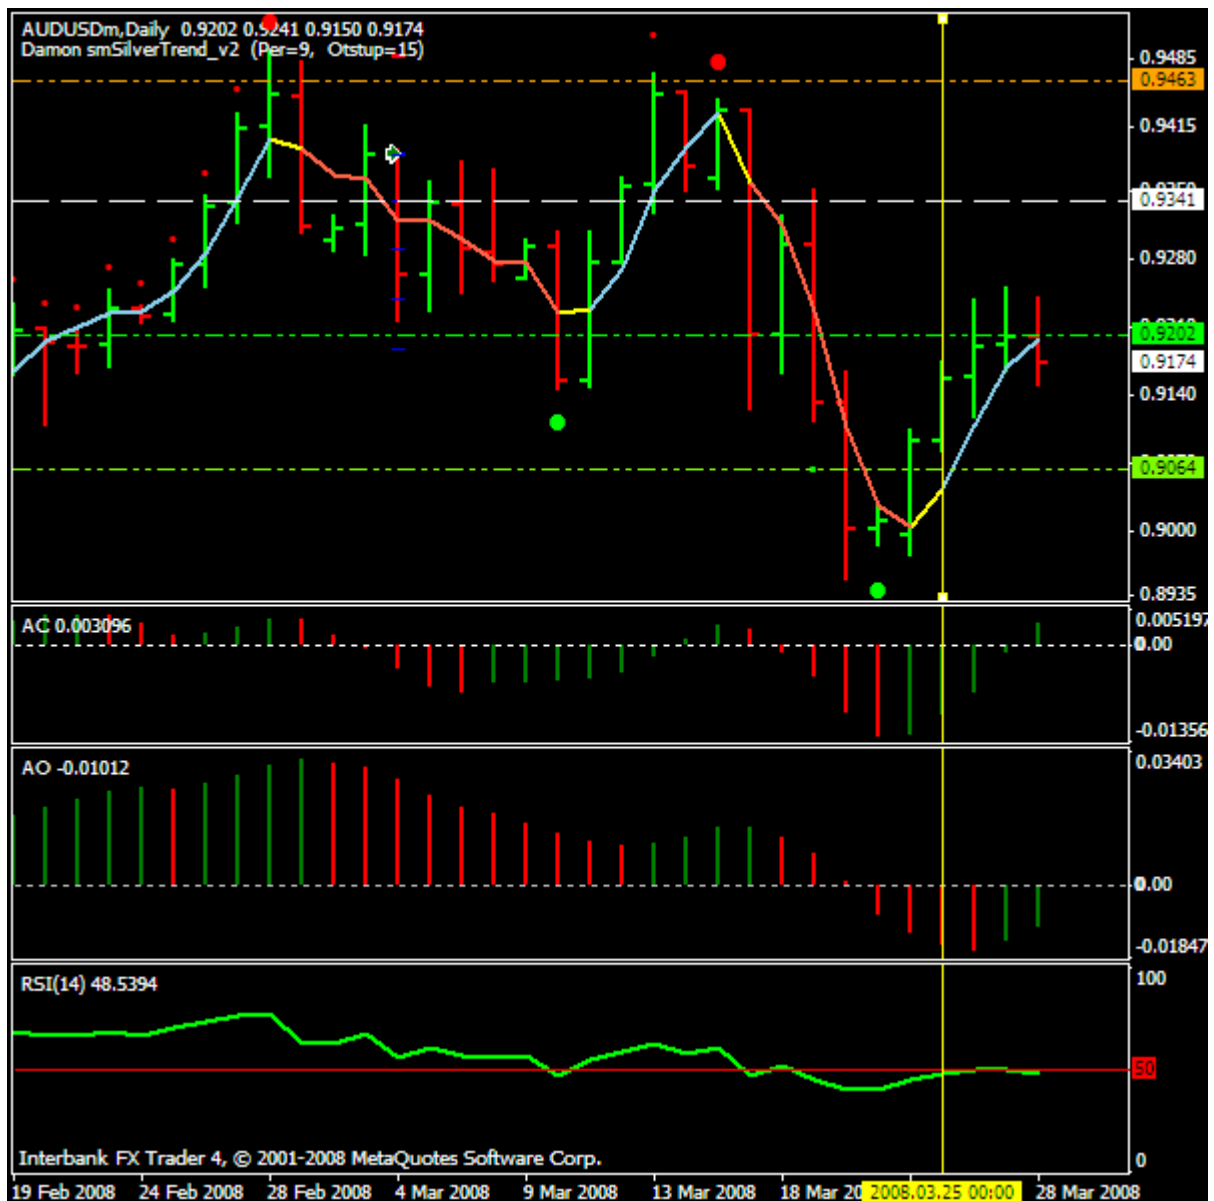 AUDUSDm,Daily 0.9202 0.9241 0.9150 0.9174
Damon smSilverTrend_v2 (Per=9, Otstup=15)
0.9485
0.9463
0.9415
0.9341
0.9280
0.9202
0.9174
0.9140
0.9064
0.9000
0.8935
AC 0.003096
0.005197
0.00
-0.01356
AO -0.01012
0.03403
0.00
-0.01847
RSI(14) 48.5394
100
50
0
Interbank FX Trader 4, © 2001-2008 MetaQuotes Software Corp.
19 Feb 2008 24 Feb 2008 28 Feb 2008 4 Mar 2008 9 Mar 2008 13 Mar 2008 18 Mar 20 2008.03.25 00:00 28 Mar 2008